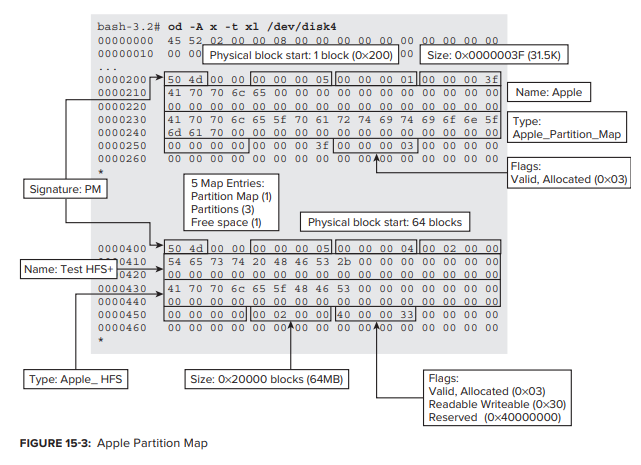 bash-3.2# od -A x -t xl /dev/disk4
00000000 45 52 02 00 00 08 00 00 00 00 00 00 00 00 00 00
00000010 00 00
00
Physical block start: 1 block (0×200)
Size: 0×0000003F (31.5K)
...
0000200 50 4d 00 00 00 00 00 05 00 00 00 01 00 00 00 3f
0000210 41 70 70 6c 65 00 00 00 00 00 00 00 00 00 00 00
Name: Apple
0000220 00 00 00 00 00 00 00 00 00 00 00 00 00 00 00 00
0000230 41 70 70 6c 65 5f 70 61 72 74 69 74 69 6f 6e 5f
0000240 6d 61 70 00 00 00 00 00 00 00 00 00 00 00 00 00
Type:
Apple_Partition_Map
0000250 00 00 00 00 00 00 00 3f 00 00 00 03 00 00 00 00
0000260 00 00 00 00 00 00 00 00 00 00 00 00 00 00 00 00
*
Flags:
Valid, Allocated (0×03)
Signature: PM
5 Map Entries:
Partition Map (1)
Partitions (3)
Free space (1)
Physical block start: 64 blocks
0000400 50 4d 00 00 00 00 00 05 00 00 00 04 00 02 00 00
0000410 54 65 73 74 20 48 46 53 2b 00 00 00 00 00 00 00
Name: Test HFS+
0000420 00 00 00 00 00 00 00 00 00 00 00 00 00 00 00 00
0000430 41 70 70 6c 65 5f 48 46 53 00 00 00 00 00 00 00
0000440 00 00 00 00 00 00 00 00 00 00 00 00 00 00 00 00
0000450 00 00 00 00 00 02 00 00 40 00 00 33 00 00 00 00
0000460 00 00 00 00 00 00 00 00 00 00 00 00 00 00 00 00
*
Type: Apple_ HFS
Size: 0×20000 blocks (64MB)
Flags:
Valid, Allocated (0×03)
Readable Writeable (0×30)
Reserved (0×40000000)
FIGURE 15-3: Apple Partition Map